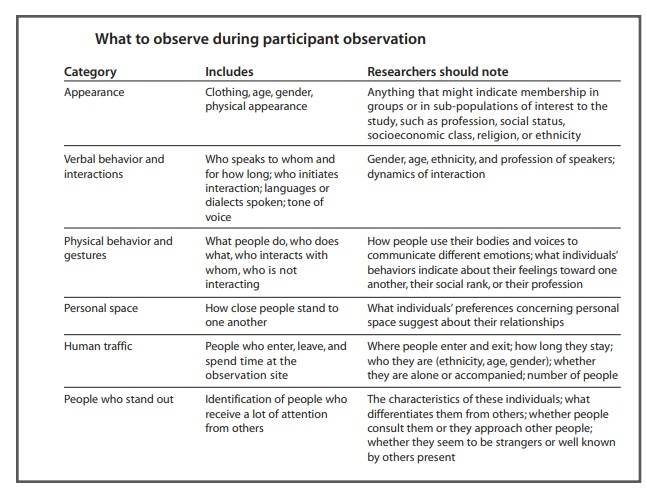 What to observe during participant observation
Category Includes Researchers should note
Appearance Clothing, age, gender, Anything that might indicate membership in
physical appearance groups or in sub-populations of interest to the
study, such as profession, social status,
socioeconomic class, religion, or ethnicity
Verbal behavior and Who speaks to whom and Gender, age, ethnicity, and profession of speakers;
interactions for how long; who initiates dynamics of interaction
interaction; languages or
dialects spoken; tone of
voice
Physical behavior and What people do, who does How people use their bodies and voices to
gestures what, who interacts with communicate different emotions; what individuals’
whom, who is not behaviors indicate about their feelings toward one
interacting another, their social rank, or their profession
Personal space How close people stand to What individuals’ preferences concerning personal
one another space suggest about their relationships
Human traffic People who enter, leave, and Where people enter and exit; how long they stay;
spend time at the who they are (ethnicity, age, gender); whether
observation site they are alone or accompanied; number of people
People who stand out Identification of people who The characteristics of these individuals; what
receive a lot of attention differentiates them from others; whether people
from others consult them or they approach other people;
whether they seem to be strangers or well known
by others present